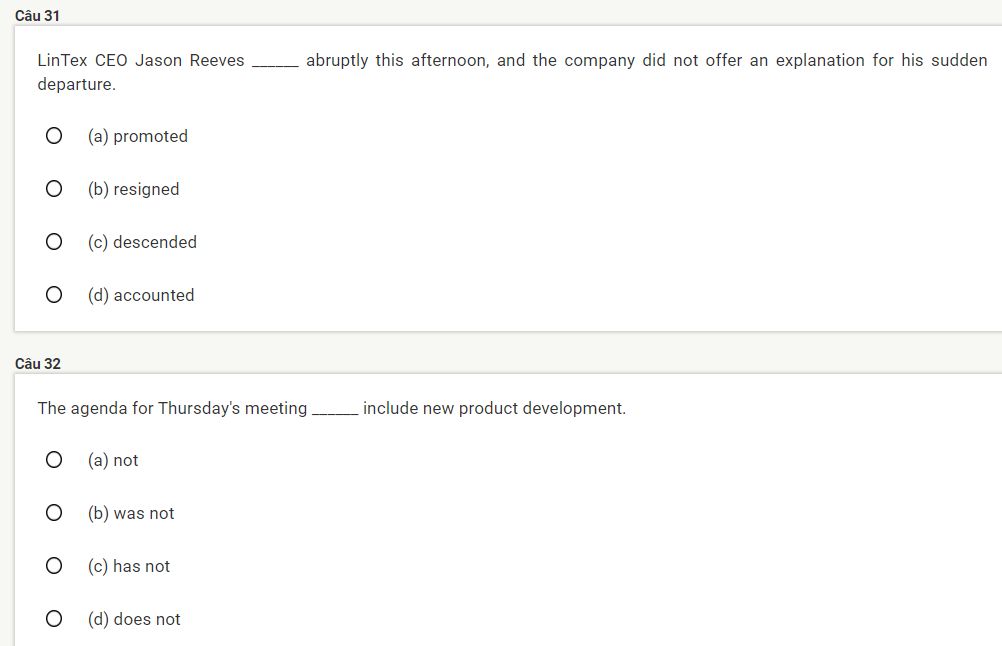 Câu 31
LinTex CEO Jason Reeves ______ abruptly this afternoon, and the company did not offer an explanation for his sudden
departure.
(a) promoted
(b) resigned
(c) descended
(d) accounted
Câu 32
The agenda for Thursday's meeting ______ include new product development.
(a) not
(b) was not
(c) has not
(d) does not